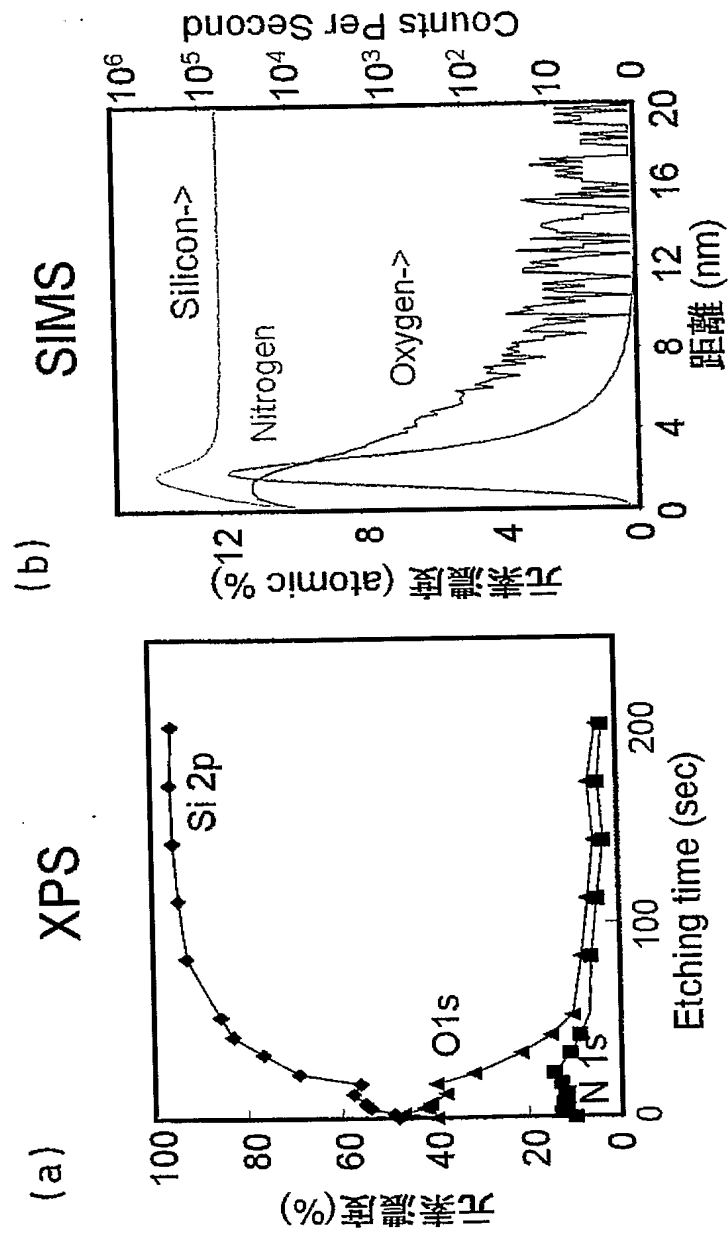 (a)
XPS
元素濃度(%)
100
80
60
40
20
0
Si 2p
O1s
N 1s
0
100
200
Etching time (sec)
(b)
SIMS
元素濃度 (atomic %)
12
8
4
0
Silicon->
Nitrogen
Oxygen->
0
4
8
12
16
20
距離 (nm)
10⁶
10⁵
10⁴
10³
10²
10
0
Counts Per Second